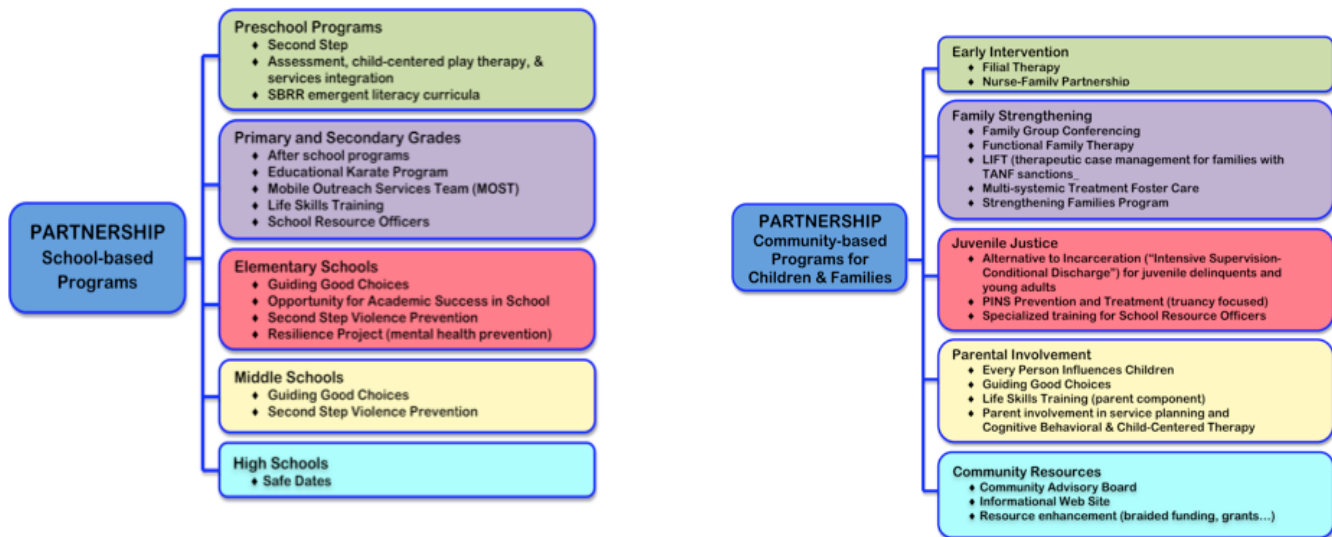 PARTNERSHIP
School-based
Programs
Preschool Programs
♦ Second Step
♦ Assessment, child-centered play therapy, &
services integration
♦ SBRR emergent literacy curricula
Primary and Secondary Grades
♦ After school programs
♦ Educational Karate Program
♦ Mobile Outreach Services Team (MOST)
♦ Life Skills Training
♦ School Resource Officers
Elementary Schools
♦ Guiding Good Choices
♦ Opportunity for Academic Success in School
♦ Second Step Violence Prevention
♦ Resilience Project (mental health prevention)
Middle Schools
♦ Guiding Good Choices
♦ Second Step Violence Prevention
High Schools
♦ Safe Dates
PARTNERSHIP
Community-based
Programs for
Children & Families
Early Intervention
♦ Filial Therapy
♦ Nurse-Family Partnership
Family Strengthening
♦ Family Group Conferencing
♦ Functional Family Therapy
♦ LIFT (therapeutic case management for families with
TANF sanctions_
♦ Multi-systemic Treatment Foster Care
♦ Strengthening Families Program
Juvenile Justice
♦ Alternative to Incarceration ("Intensive Supervision-
Conditional Discharge") for juvenile delinquents and
young adults
♦ PINS Prevention and Treatment (truancy focused)
♦ Specialized training for School Resource Officers
Parental Involvement
♦ Every Person Influences Children
♦ Guiding Good Choices
♦ Life Skills Training (parent component)
♦ Parent involvement in service planning and
Cognitive Behavioral & Child-Centered Therapy
Community Resources
♦ Community Advisory Board
♦ Informational Web Site
♦ Resource enhancement (braided funding, grants...)